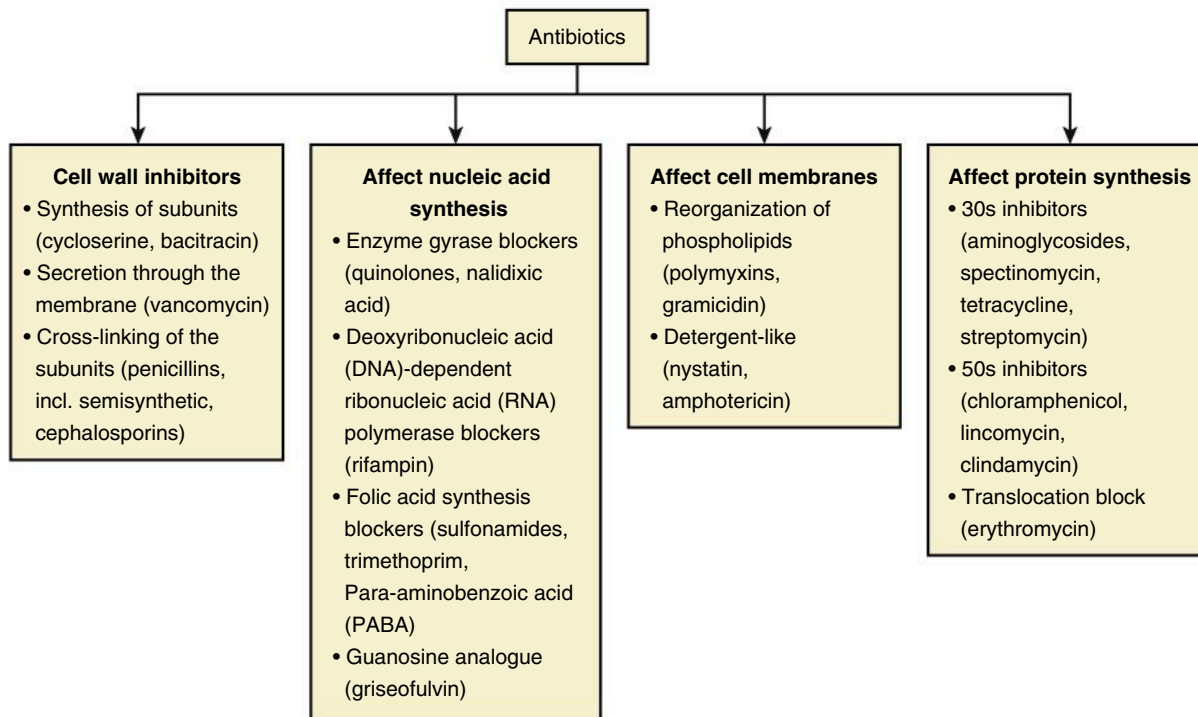 Antibiotics
Cell wall inhibitors
• Synthesis of subunits
(cycloserine, bacitracin)
• Secretion through the
membrane (vancomycin)
• Cross-linking of the
subunits (penicillins,
incl. semisynthetic,
cephalosporins)
Affect nucleic acid
synthesis
• Enzyme gyrase blockers
(quinolones, nalidixic
acid)
• Deoxyribonucleic acid
(DNA)-dependent
ribonucleic acid (RNA)
polymerase blockers
(rifampin)
• Folic acid synthesis
blockers (sulfonamides,
trimethoprim,
Para-aminobenzoic acid
(PABA)
• Guanosine analogue
(griseofulvin)
Affect cell membranes
• Reorganization of
phospholipids
(polymyxins,
gramicidin)
• Detergent-like
(nystatin,
amphotericin)
Affect protein synthesis
• 30s inhibitors
(aminoglycosides,
spectinomycin,
tetracycline,
streptomycin)
• 50s inhibitors
(chloramphenicol,
lincomycin,
clindamycin)
• Translocation block
(erythromycin)